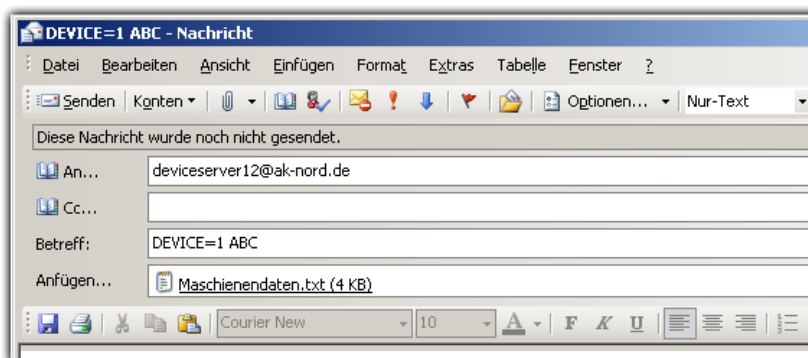 DEVICE=1 ABC - Nachricht
Datei Bearbeiten Ansicht Einfügen Format Extras Tabelle Fenster ?
Senden Konten Optionen... Nur-Text
Diese Nachricht wurde noch nicht gesendet.
An... deviceserver12@ak-nord.de
Cc...
Betreff: DEVICE=1 ABC
Anfügen... Maschienendaten.txt (4 KB)
Courier New 10 A F K U